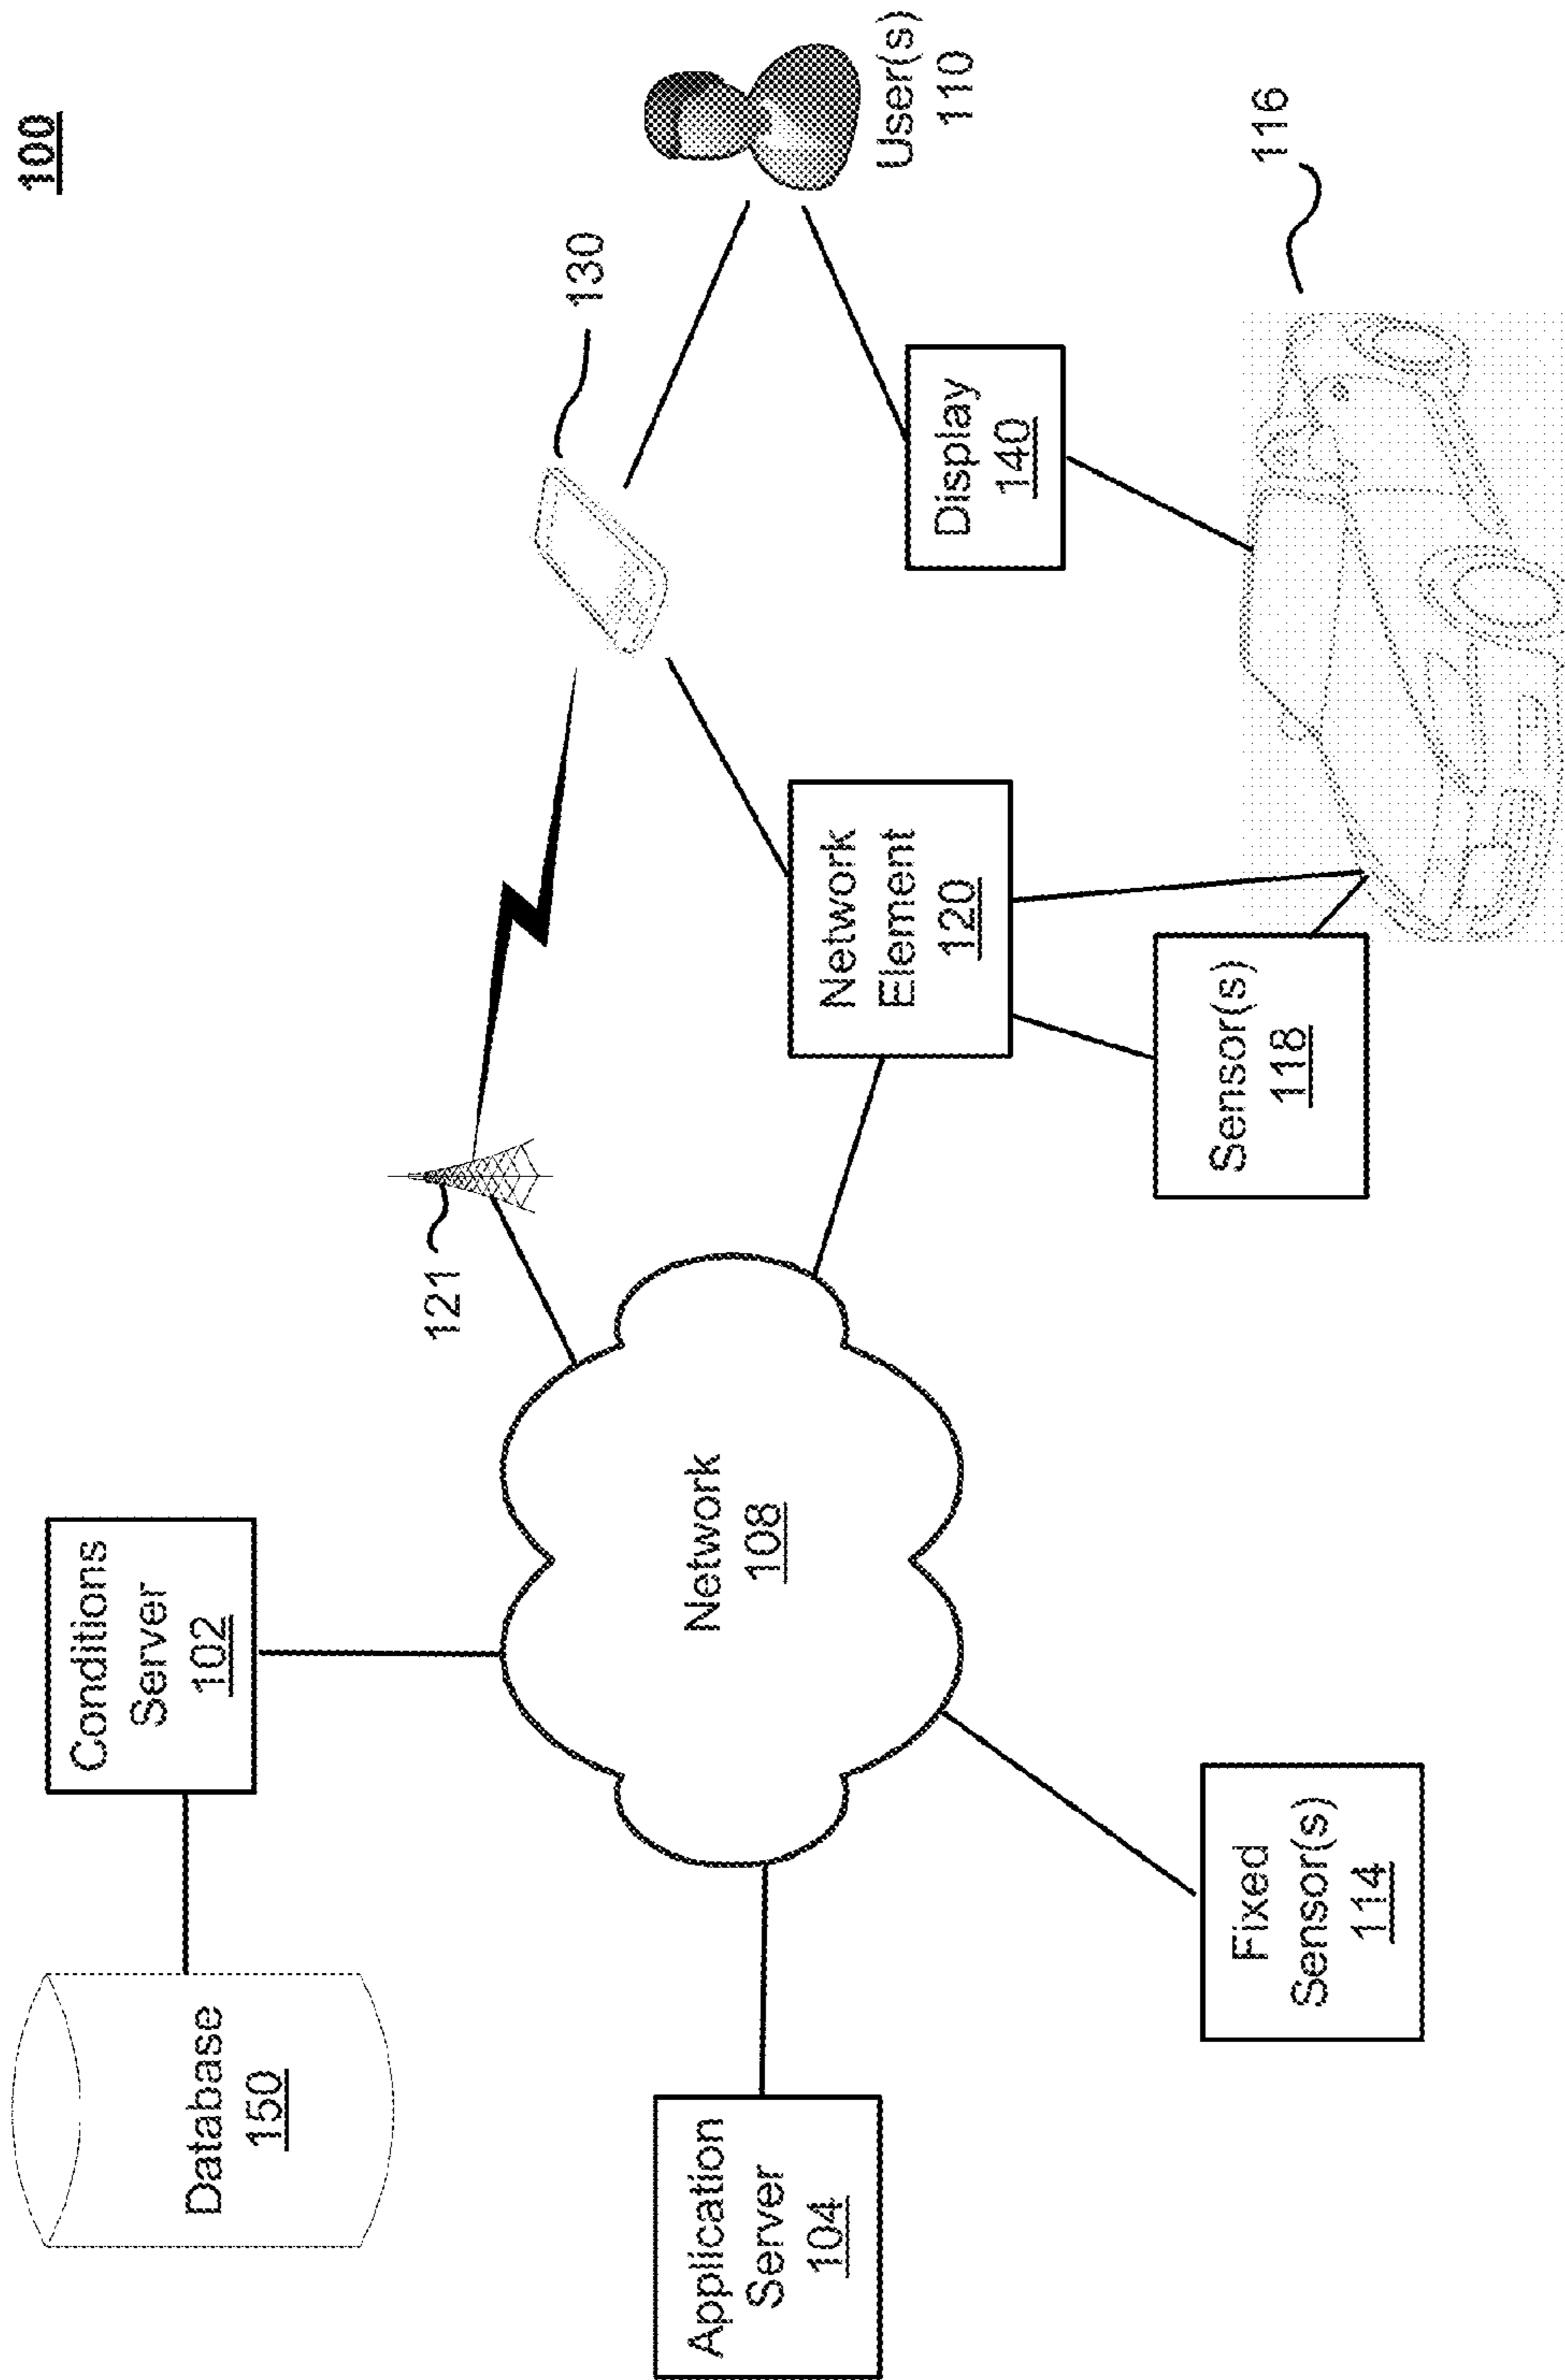 100
Database
150
Conditions
Server
102
121
130
User(s)
110
Application
Server
104
Network
108
Network
Element
120
Display
140
116
Fixed
Sensor(s)
114
Sensor(s)
118